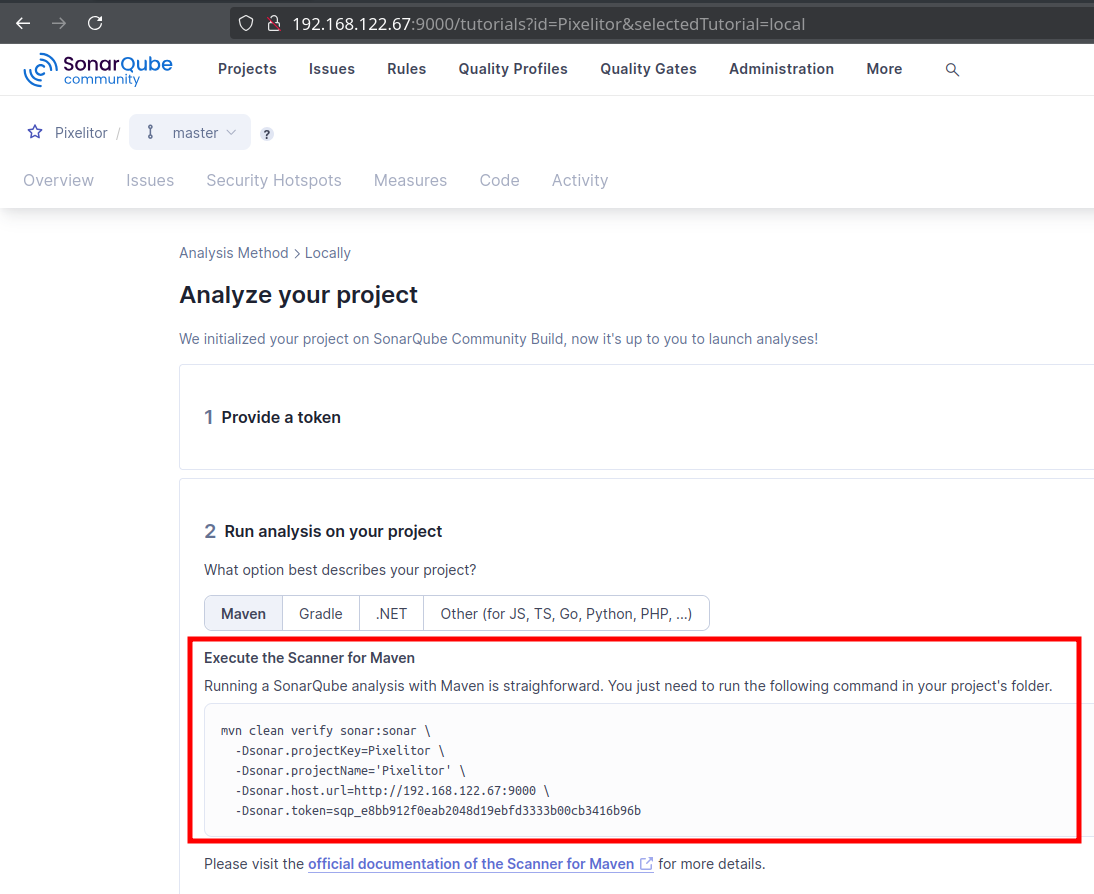 192.168.122.67:9000/tutorials?id=Pixelitor&selectedTutorial=local
SonarQube community Projects Issues Rules Quality Profiles Quality Gates Administration More
Pixelitor / master ?
Overview Issues Security Hotspots Measures Code Activity
Analysis Method > Locally
Analyze your project
We initialized your project on SonarQube Community Build, now it's up to you to launch analyses!
1 Provide a token
2 Run analysis on your project
What option best describes your project?
Maven Gradle .NET Other (for JS, TS, Go, Python, PHP, ...)
Execute the Scanner for Maven
Running a SonarQube analysis with Maven is straighforward. You just need to run the following command in your project's folder.
mvn clean verify sonar:sonar \
-Dsonar.projectKey=Pixelitor \
-Dsonar.projectName='Pixelitor' \
-Dsonar.host.url=http://192.168.122.67:9000 \
-Dsonar.token=sqp_e8bb912f0eab2048d19ebfd3333b00cb3416b96b
Please visit the official documentation of the Scanner for Maven for more details.